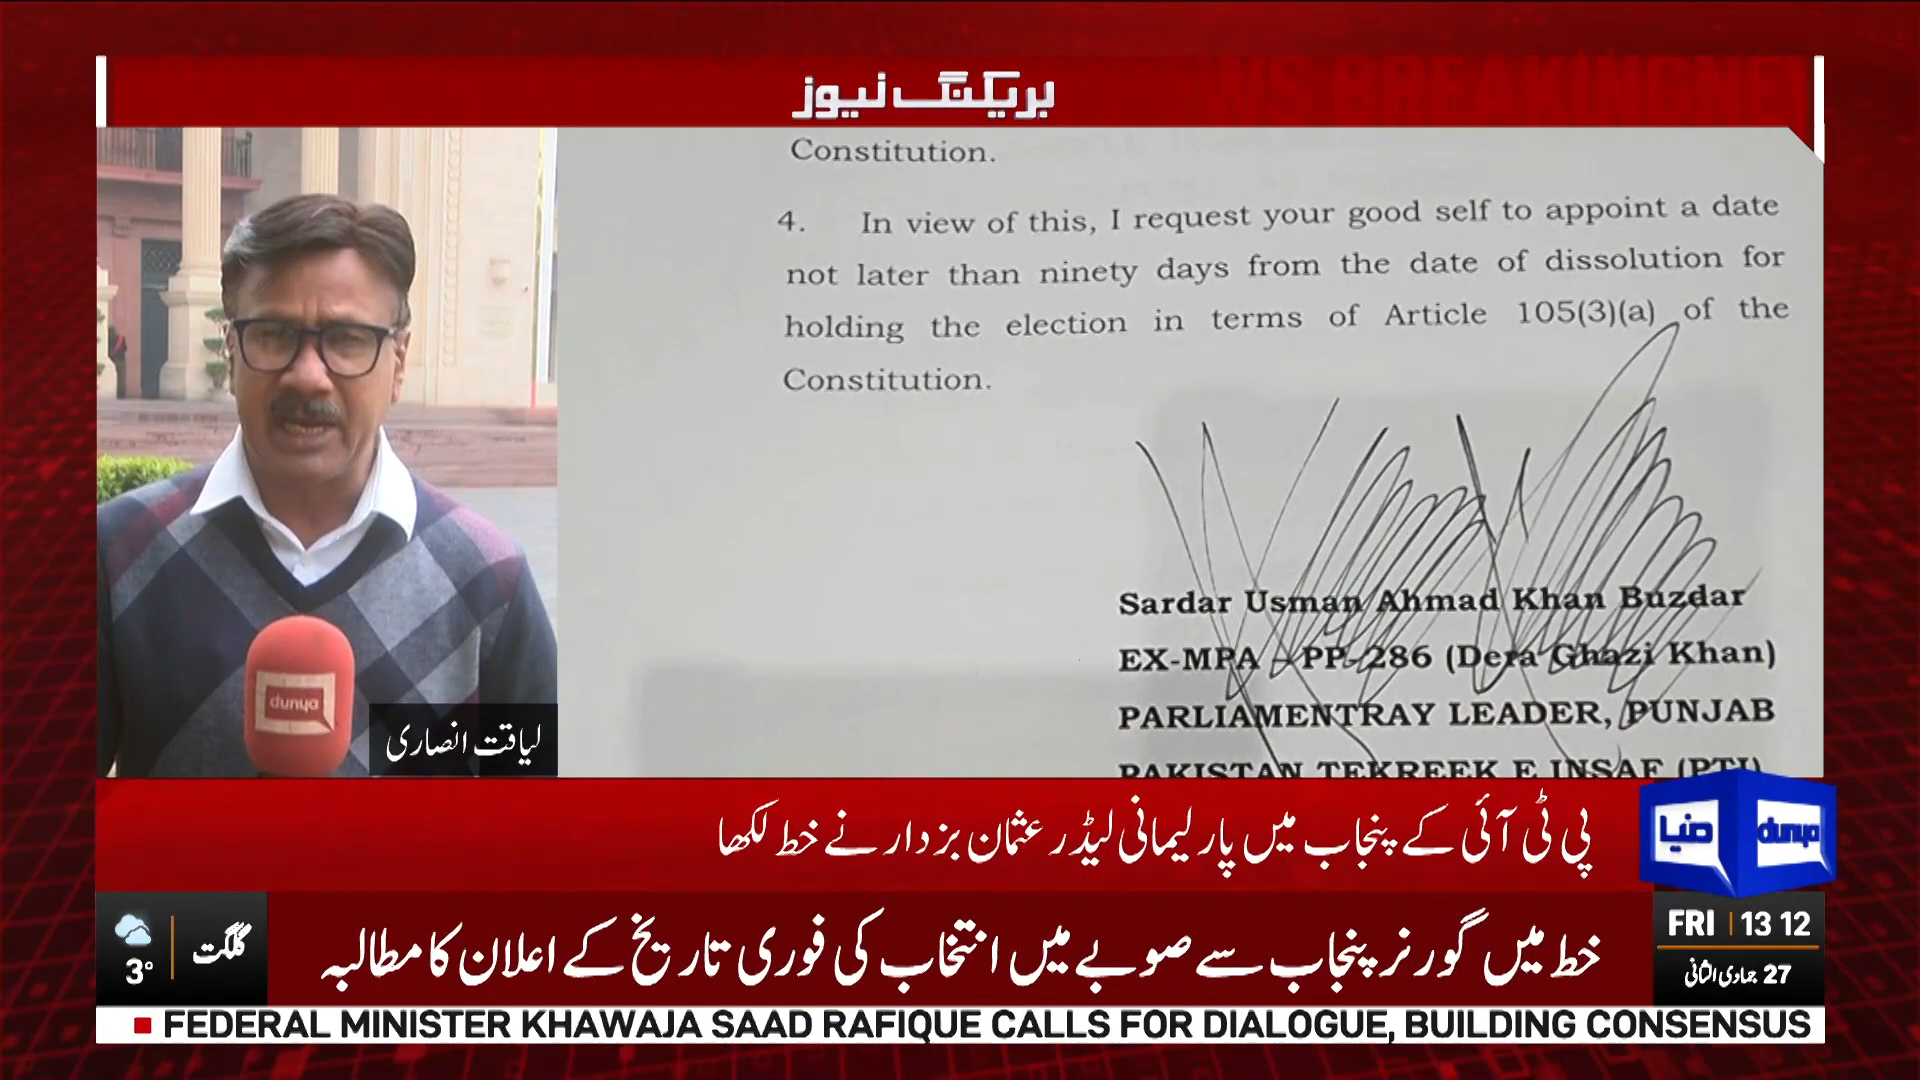 بریکنگ نیوز
Constitution.
4. In view of this, I request your good self to appoint a date
not later than ninety days from the date of dissolution for
holding the election in terms of Article 105(3)(a) of the
Constitution.
Sardar Usman Ahmad Khan Buzdar
EX-MPA - PP-286 (Dera Ghazi Khan)
PARLIAMENTRAY LEADER, PUNJAB
PAKISTAN TEKREEK E INSAF (PTI)
dunya
لیاقت انصاری
پی ٹی آئی کے پنجاب میں پارلیمانی لیڈر عثمان بزدار نے خط لکھا
دنیا dunya
خط میں گورنر پنجاب سے صوبے میں انتخاب کی فوری تاریخ کے اعلان کا مطالبہ
گلگت
3°
FRI 13 12
27 جمادی الثانی
FEDERAL MINISTER KHAWAJA SAAD RAFIQUE CALLS FOR DIALOGUE, BUILDING CONSENSUS